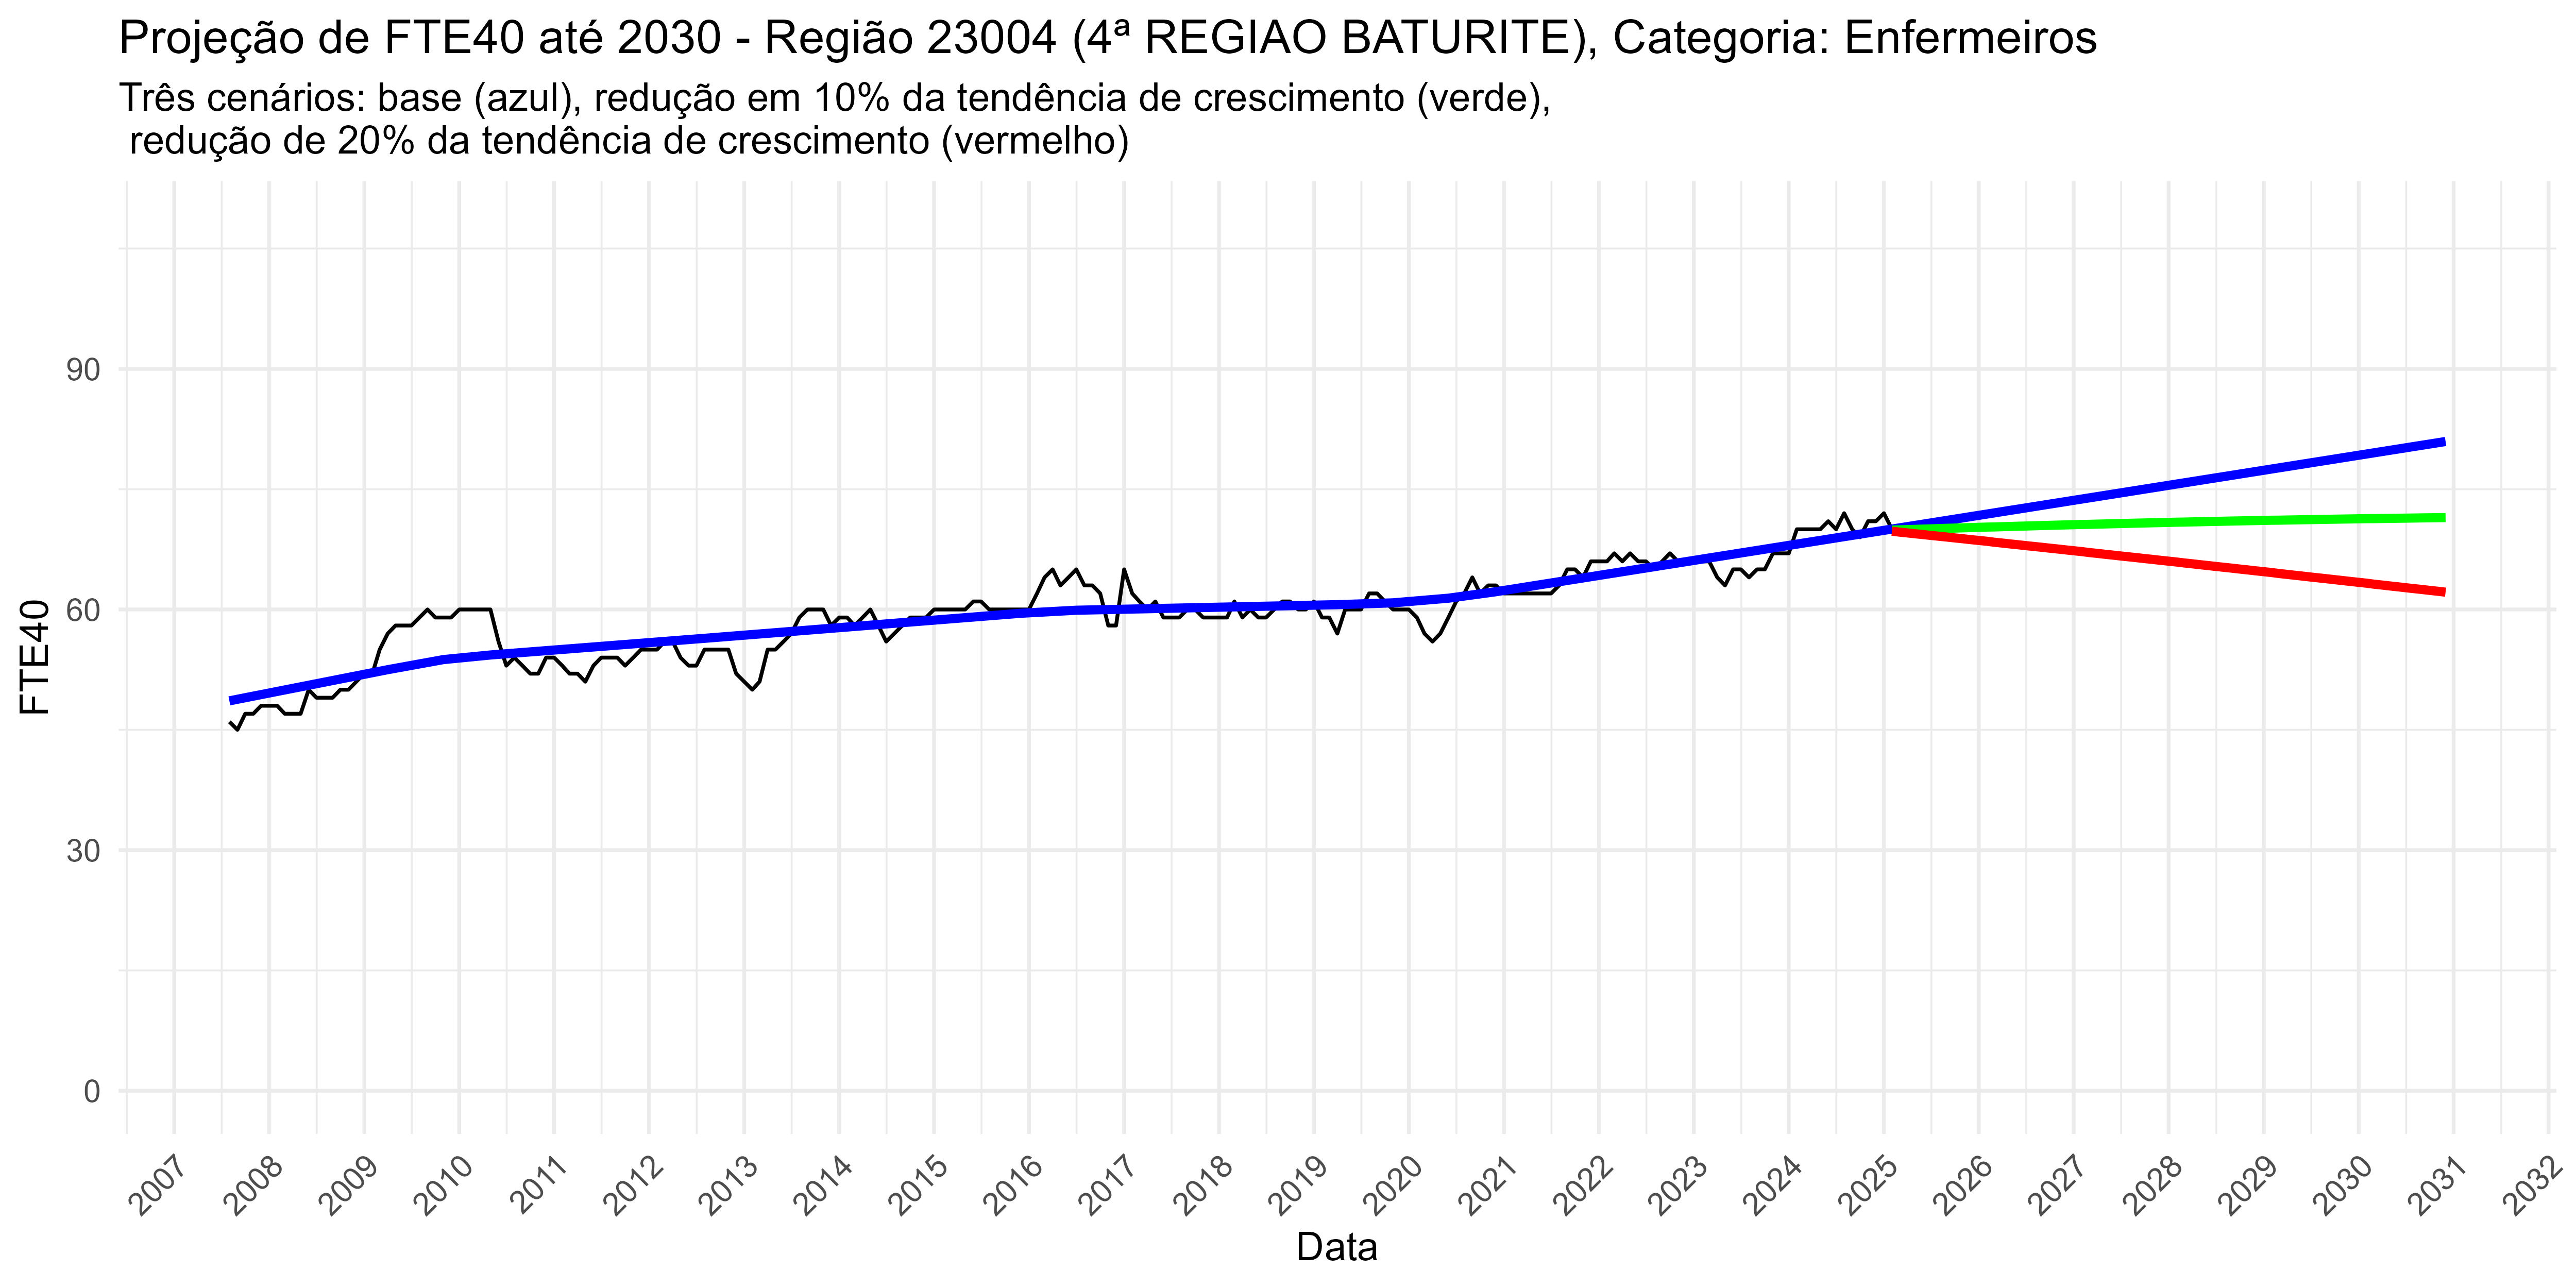 Projeção de FTE40 até 2030 - Região 23004 (4ª REGIAO BATURITE), Categoria: Enfermeiros
Três cenários: base (azul), redução em 10% da tendência de crescimento (verde),
redução de 20% da tendência de crescimento (vermelho)
FTE40
90
60
30
0
2007 2008 2009 2010 2011 2012 2013 2014 2015 2016 2017 2018 2019 2020 2021 2022 2023 2024 2025 2026 2027 2028 2029 2030 2031 2032
Data